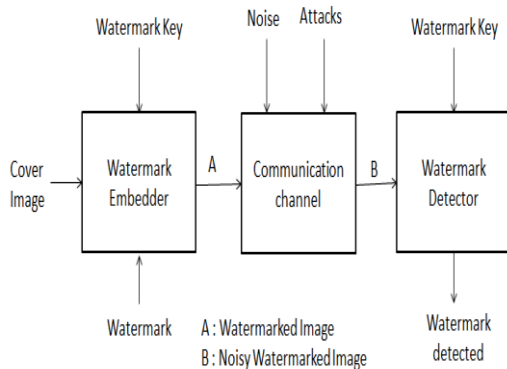 Watermark Key
Noise
Attacks
Watermark Key
Cover
Image
Watermark
Embedder
A
Communication
channel
B
Watermark
Detector
Watermark
A : Watermarked Image
B : Noisy Watermarked Image
Watermark
detected